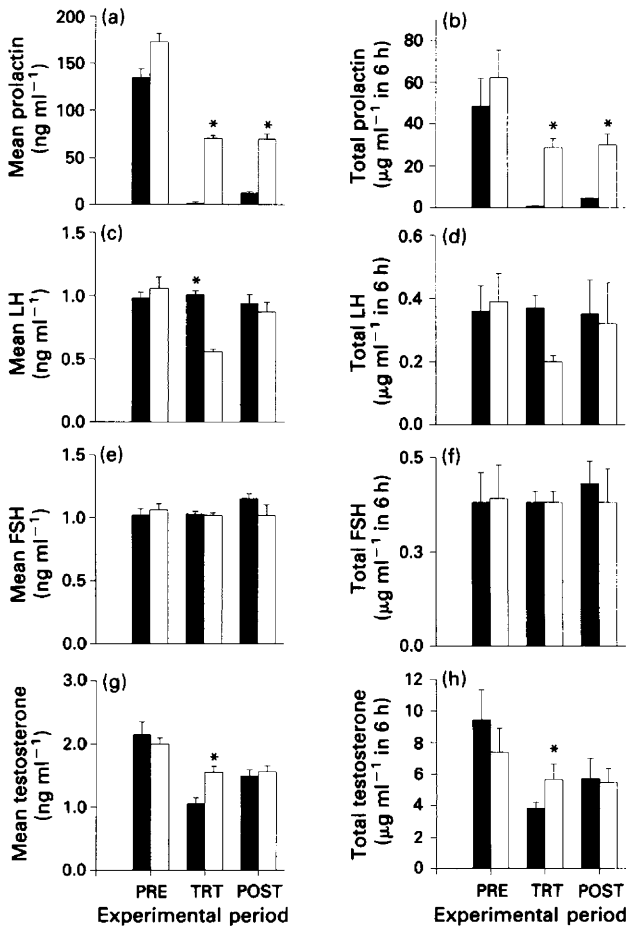 (a)
Mean prolactin
(ng ml⁻¹)
200
150
100
50
0
*
*
(b)
Total prolactin
(µg ml⁻¹ in 6 h)
80
60
40
20
0
*
*
(c)
Mean LH
(ng ml⁻¹)
1.5
1.0
0.5
0.0
*
(d)
Total LH
(µg ml⁻¹ in 6 h)
0.6
0.4
0.2
0.0
(e)
Mean FSH
(ng ml⁻¹)
1.5
1.0
0.5
0.0
(f)
Total FSH
(µg ml⁻¹ in 6 h)
0.5
0.3
0.0
(g)
Mean testosterone
(ng ml⁻¹)
3.0
2.0
1.0
0.0
*
PRE TRT POST
Experimental period
(h)
Total testosterone
(µg ml⁻¹ in 6 h)
12
10
8
6
4
2
0
*
PRE TRT POST
Experimental period